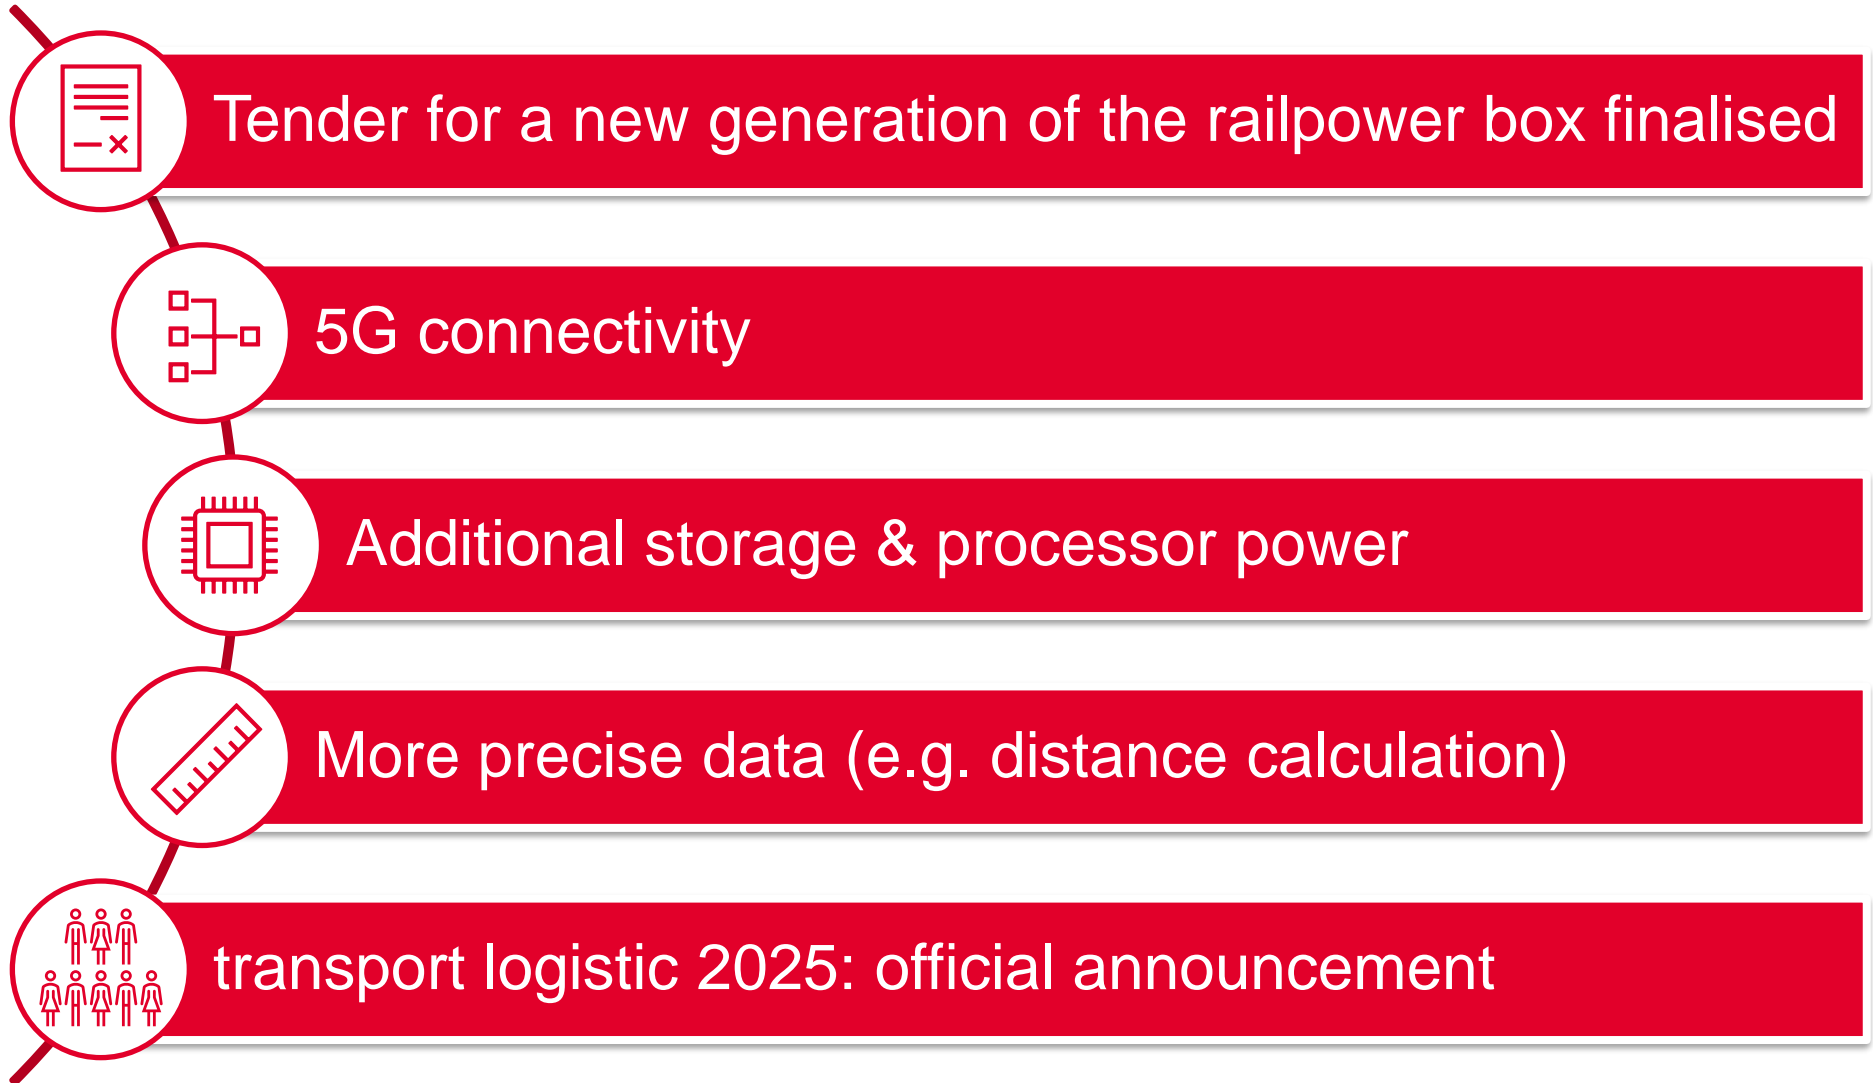 Tender for a new generation of the railpower box finalised
5G connectivity
Additional storage & processor power
More precise data (e.g. distance calculation)
transport logistic 2025: official announcement